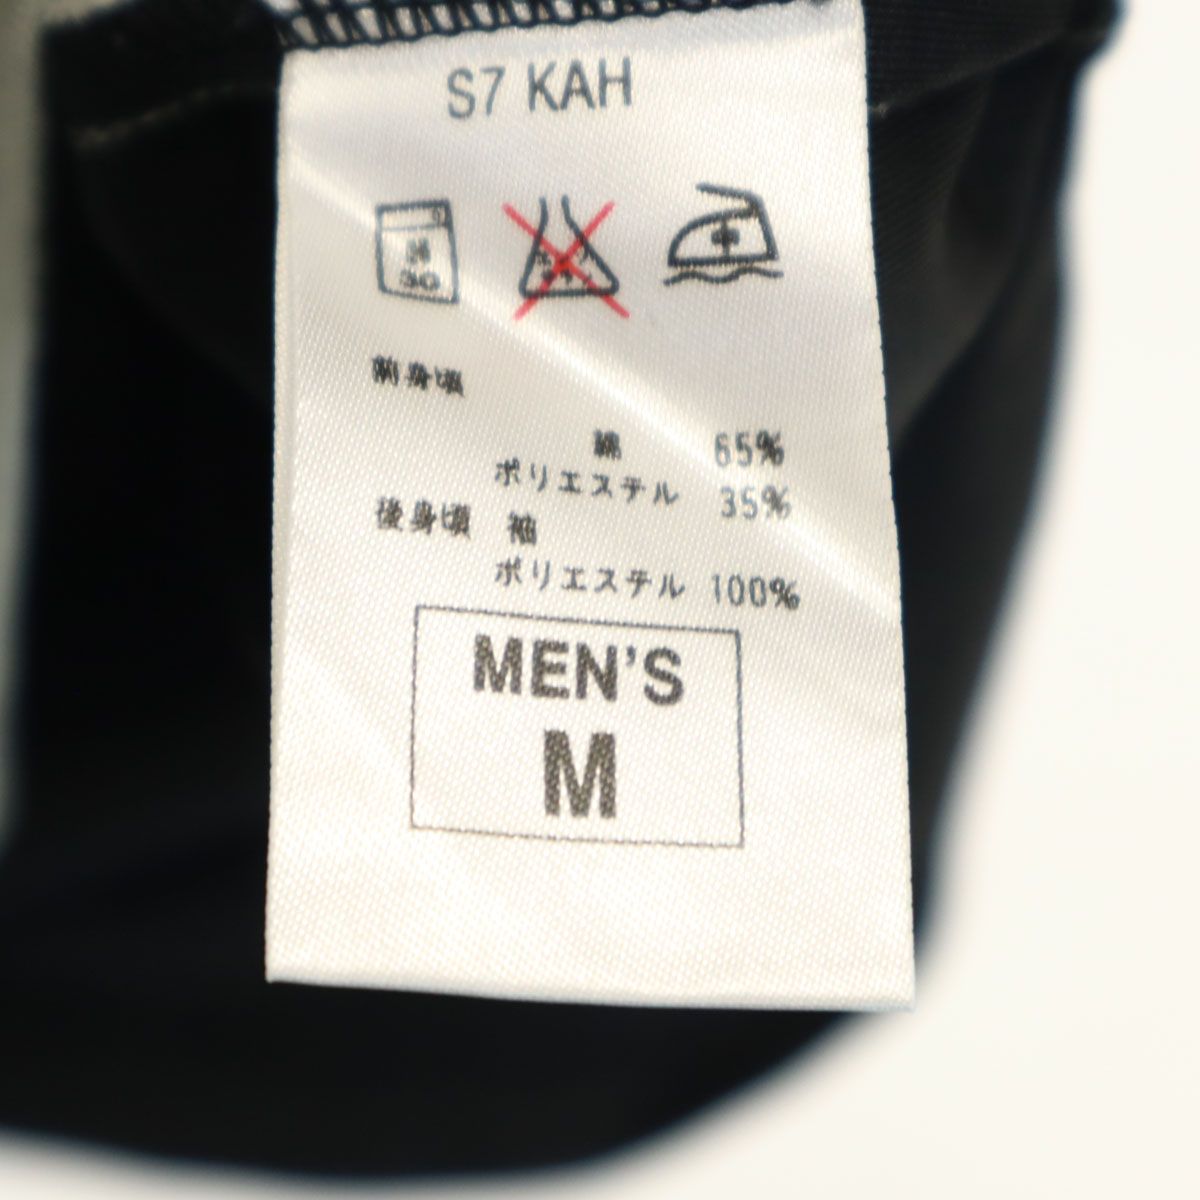 S7 KAH
30
前身頃
綿 65%
ポリエステル 35%
後身頃 袖
ポリエステル 100%
MEN'S
M